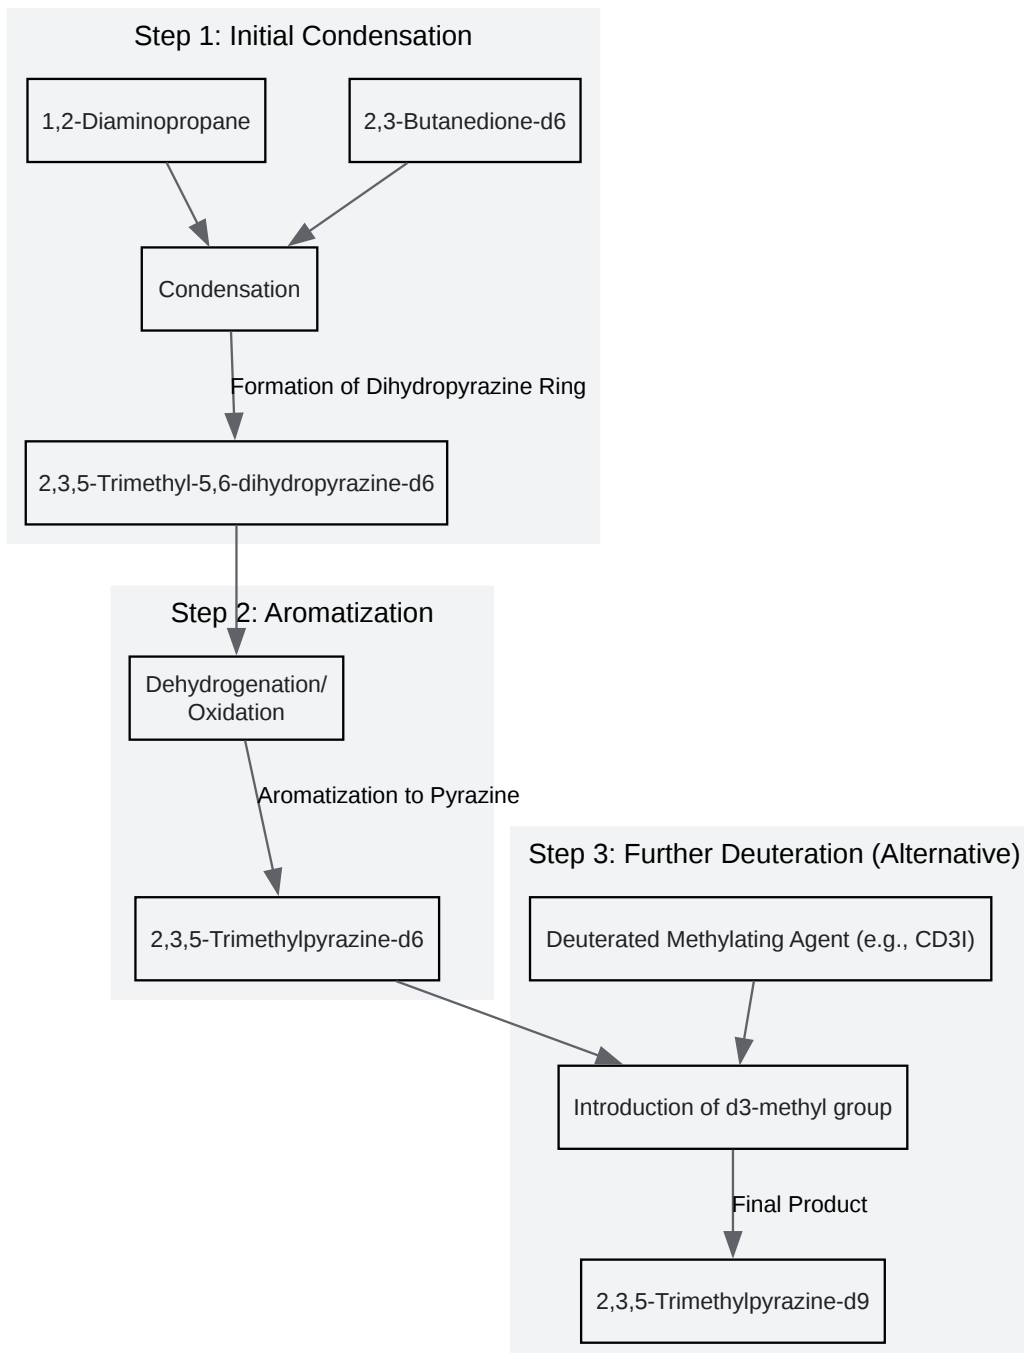 Step 1: Initial Condensation
1,2-Diaminopropane
2,3-Butanedione-d6
Condensation
Formation of Dihydropyrazine Ring
2,3,5-Trimethyl-5,6-dihydropyrazine-d6
Step 2: Aromatization
Dehydrogenation/
Oxidation
Aromatization to Pyrazine
2,3,5-Trimethylpyrazine-d6
Step 3: Further Deuteration (Alternative)
Deuterated Methylating Agent (e.g., CD3I)
Introduction of d3-methyl group
Final Product
2,3,5-Trimethylpyrazine-d9